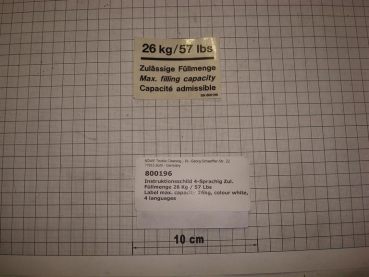 26 kg/57 lbs
Zulässige Füllmenge
Max. filling capacity
Capacité admissible
800196
Instruktionsschild 4-Sprachig Zul.
Füllmenge 26 Kg / 57 Lbs
Label max. capacity 26kg, colour white,
4 languages
10 cm